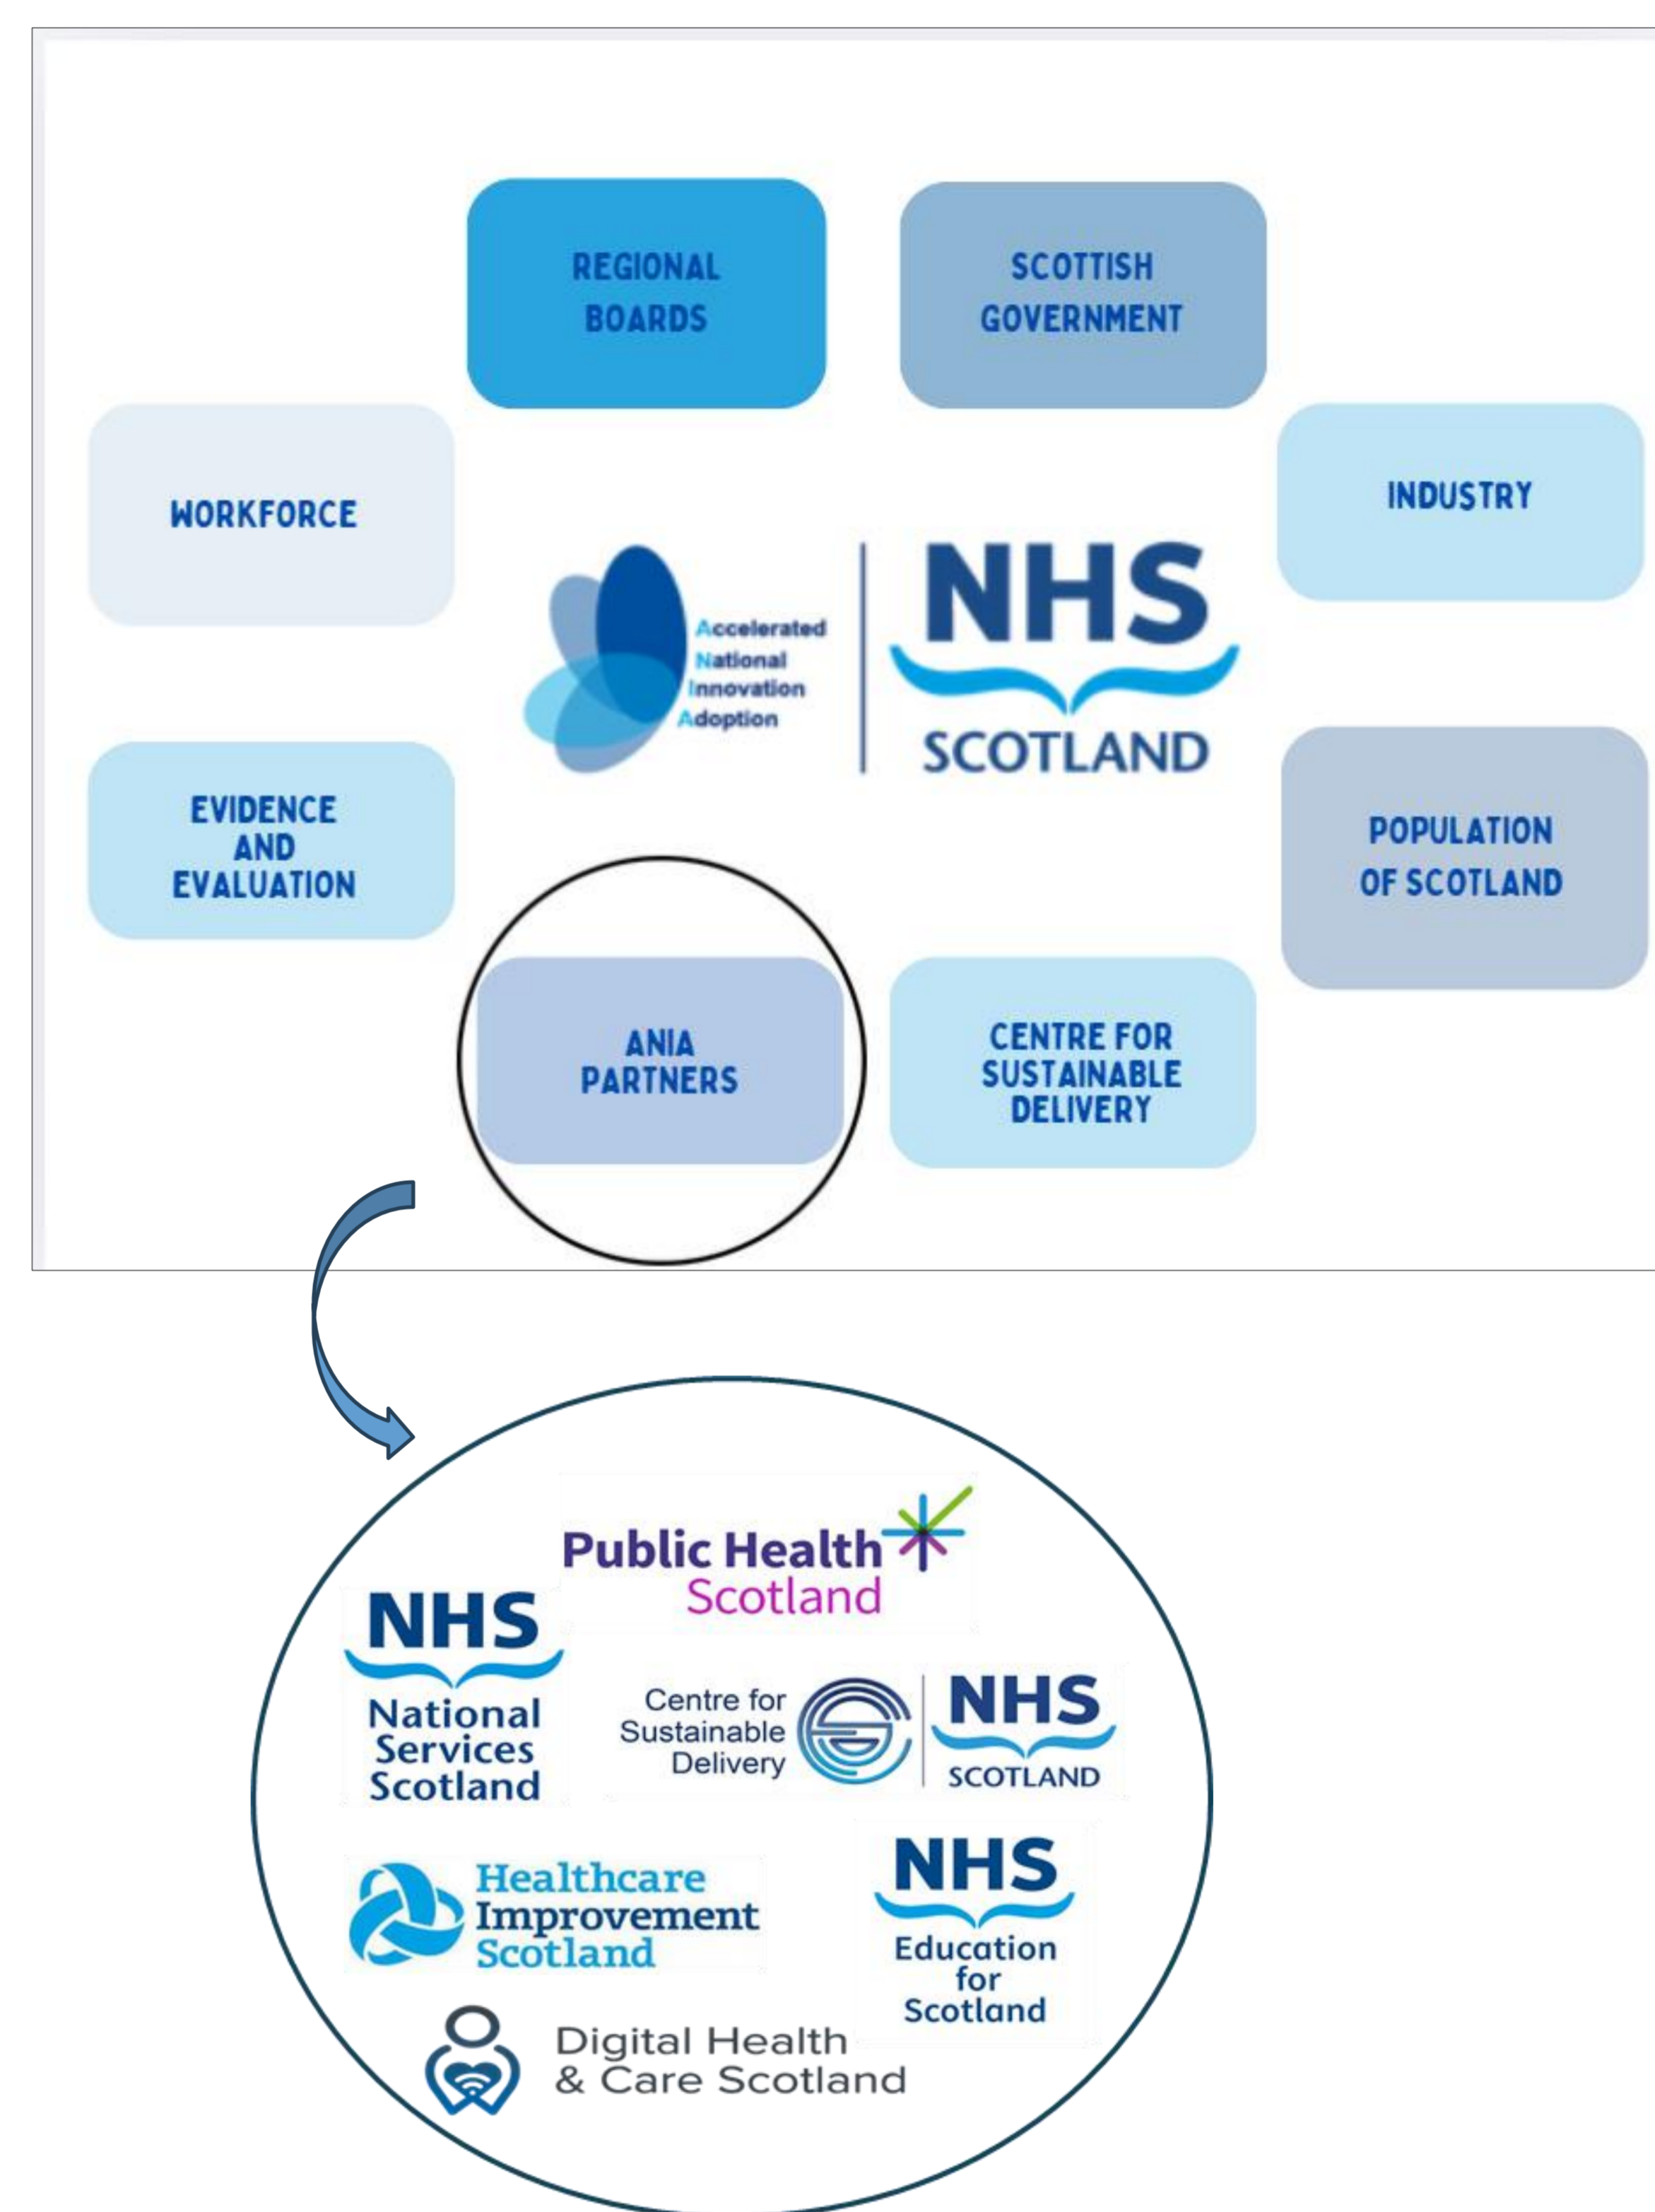 REGIONAL
BOARDS
SCOTTISH
GOVERNMENT
WORKFORCE
INDUSTRY
Accelerated
National
Innovation
Adoption
NHS
SCOTLAND
EVIDENCE
AND
EVALUATION
POPULATION
OF SCOTLAND
ANIA
PARTNERS
CENTRE FOR
SUSTAINABLE
DELIVERY
Public Health
Scotland
NHS
National
Services
Scotland
Centre for
Sustainable
Delivery
NHS
SCOTLAND
Healthcare
Improvement
Scotland
NHS
Education
for
Scotland
Digital Health
& Care Scotland